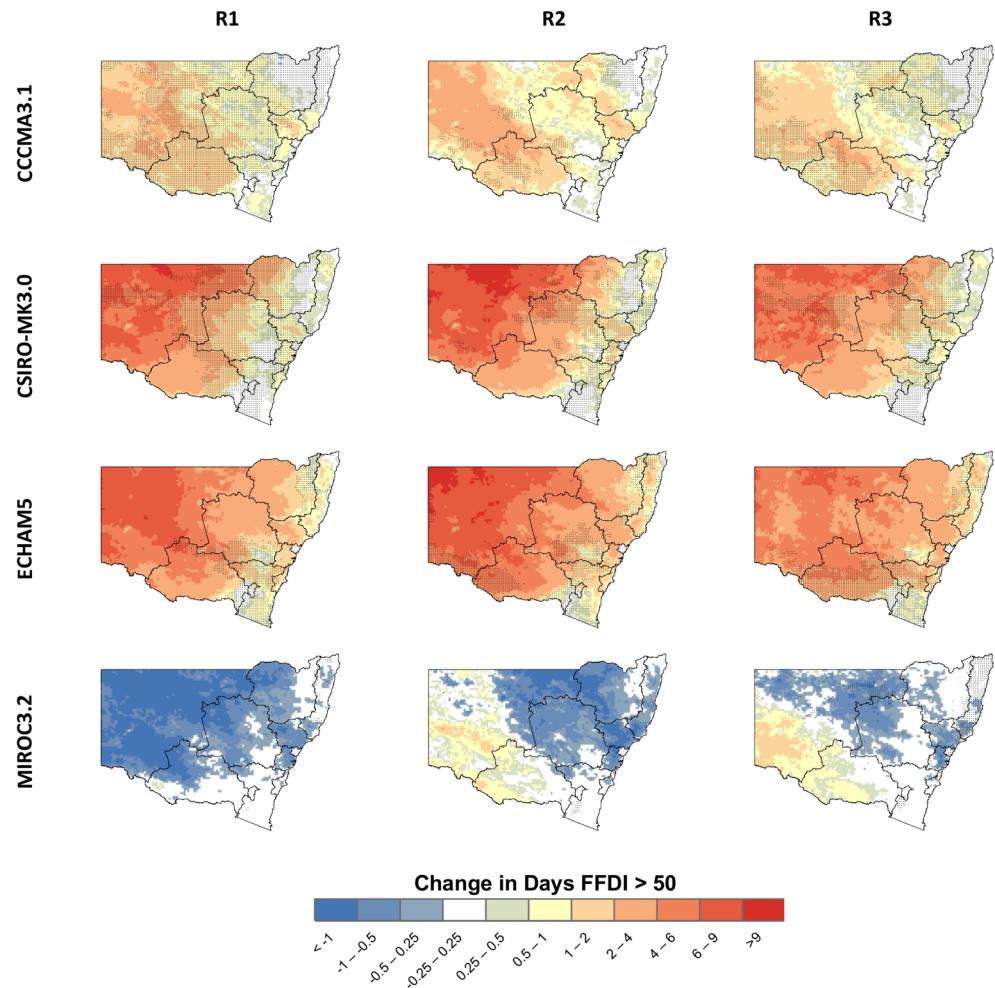 R1 R2 R3
CCCMA3.1
CSIRO-MK3.0
ECHAM5
MIROC3.2
Change in Days FFDI > 50
< -1 -1 – -0.5 -0.5 – 0.25 -0.25 – 0.25 0.25 – 0.5 0.5 – 1 1 – 2 2 – 4 4 – 6 6 – 9 >9